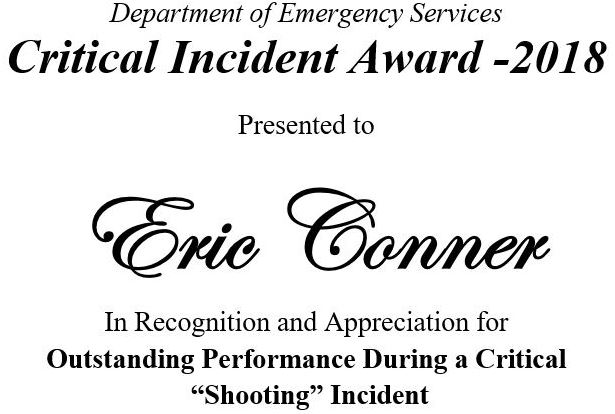 Department of Emergency Services
Critical Incident Award -2018
Presented to
Eric Conner
In Recognition and Appreciation for
Outstanding Performance During a Critical
“Shooting” Incident